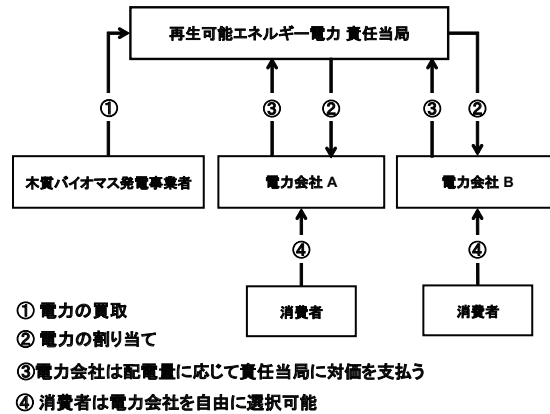 再生可能エネルギー電力 責任当局
①
③
②
③
②
木質バイオマス発電事業者
電力会社 A
電力会社 B
④
④
消費者
消費者
① 電力の買取
② 電力の割り当て
③電力会社は配電量に応じて責任当局に対価を支払う
④ 消費者は電力会社を自由に選択可能